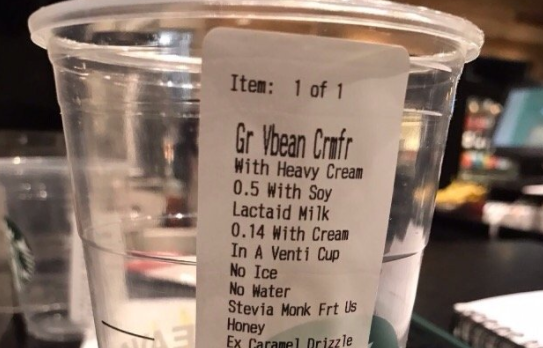 Item: 1 of 1
Gr Vbean Crmfr
With Heavy Cream
0.5 With Soy
Lactaid Milk
0.14 With Cream
In A Venti Cup
No Ice
No Water
Stevia Monk Frt Us
Honey
Ex Caramel Drizzle